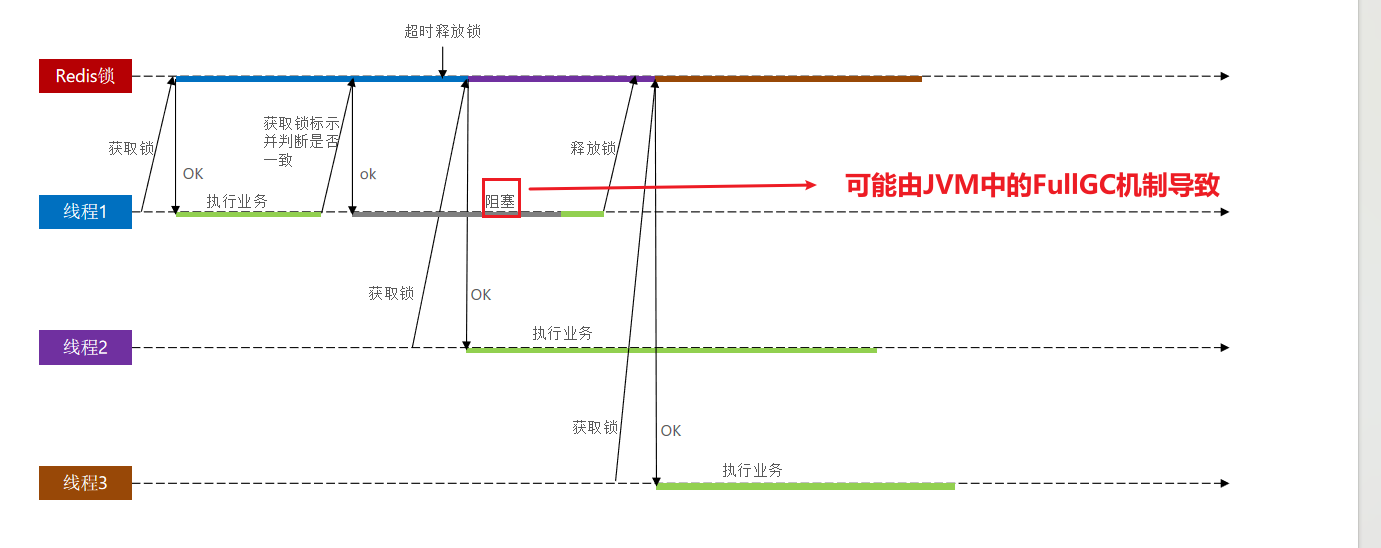 超时释放锁
Redis锁
获取锁
OK
获取锁标示
并判断是否
一致
ok
释放锁
执行业务
阻塞
可能由JVM中的FullGC机制导致
线程1
获取锁
OK
执行业务
线程2
获取锁
OK
执行业务
线程3